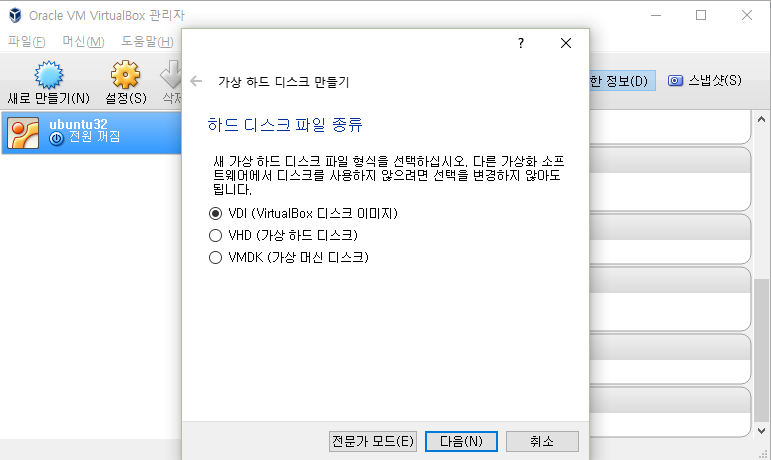 Oracle VM VirtualBox 관리자
파일(F) 머신(M) 도움말(H)
?
가상 하드 디스크 만들기
새로 만들기(N) 설정(S) 삭제
한 정보(D) 스냅샷(S)
ubuntu32
전원 꺼짐
하드 디스크 파일 종류
새 가상 하드 디스크 파일 형식을 선택하십시오. 다른 가상화 소프
트웨어에서 디스크를 사용하지 않으려면 선택을 변경하지 않아도
됩니다.
VDI (VirtualBox 디스크 이미지)
VHD (가상 하드 디스크)
VMDK (가상 머신 디스크)
전문가 모드(E) 다음(N) 취소